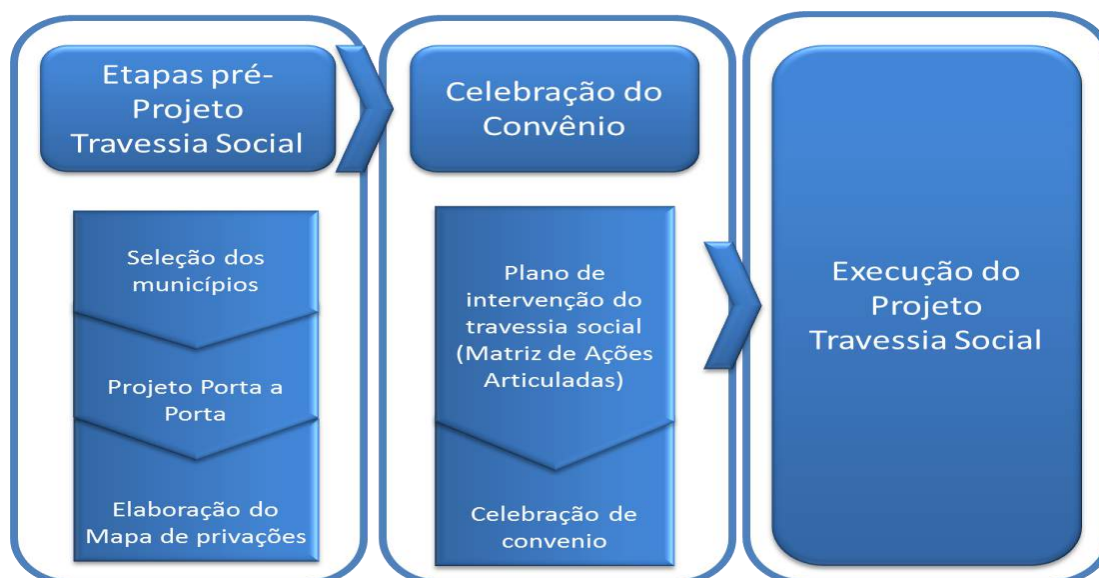 Etapas pré-
Projeto
Travessia Social
Seleção dos
municípios
Projeto Porta a
Porta
Elaboração do
Mapa de privações
Celebração do
Convênio
Plano de
intervenção do
travessia social
(Matriz de Ações
Articuladas)
Celebração de
convenio
Execução do
Projeto
Travessia Social